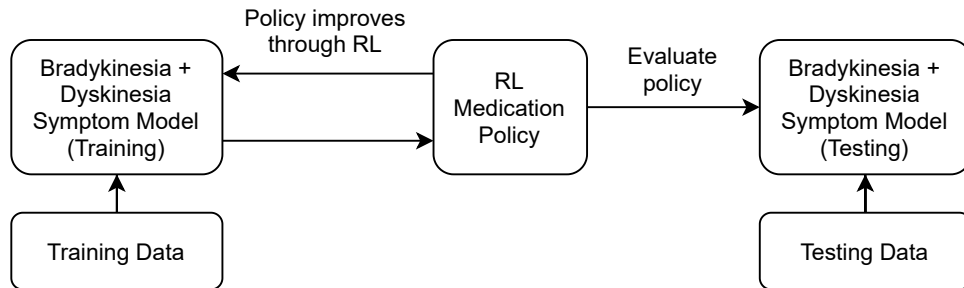 Policy improves
through RL
Bradykinesia +
Dyskinesia
Symptom Model
(Training)
RL
Medication
Policy
Evaluate
policy
Bradykinesia +
Dyskinesia
Symptom Model
(Testing)
Training Data
Testing Data